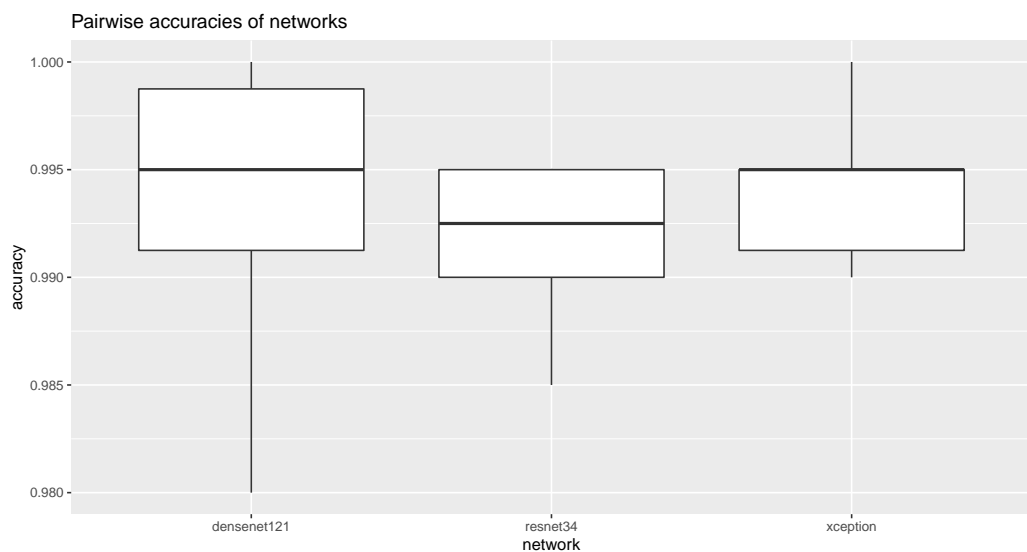 Pairwise accuracies of networks
1.000
0.995
0.990
0.985
0.980
accuracy
densenet121 resnet34 xception
network